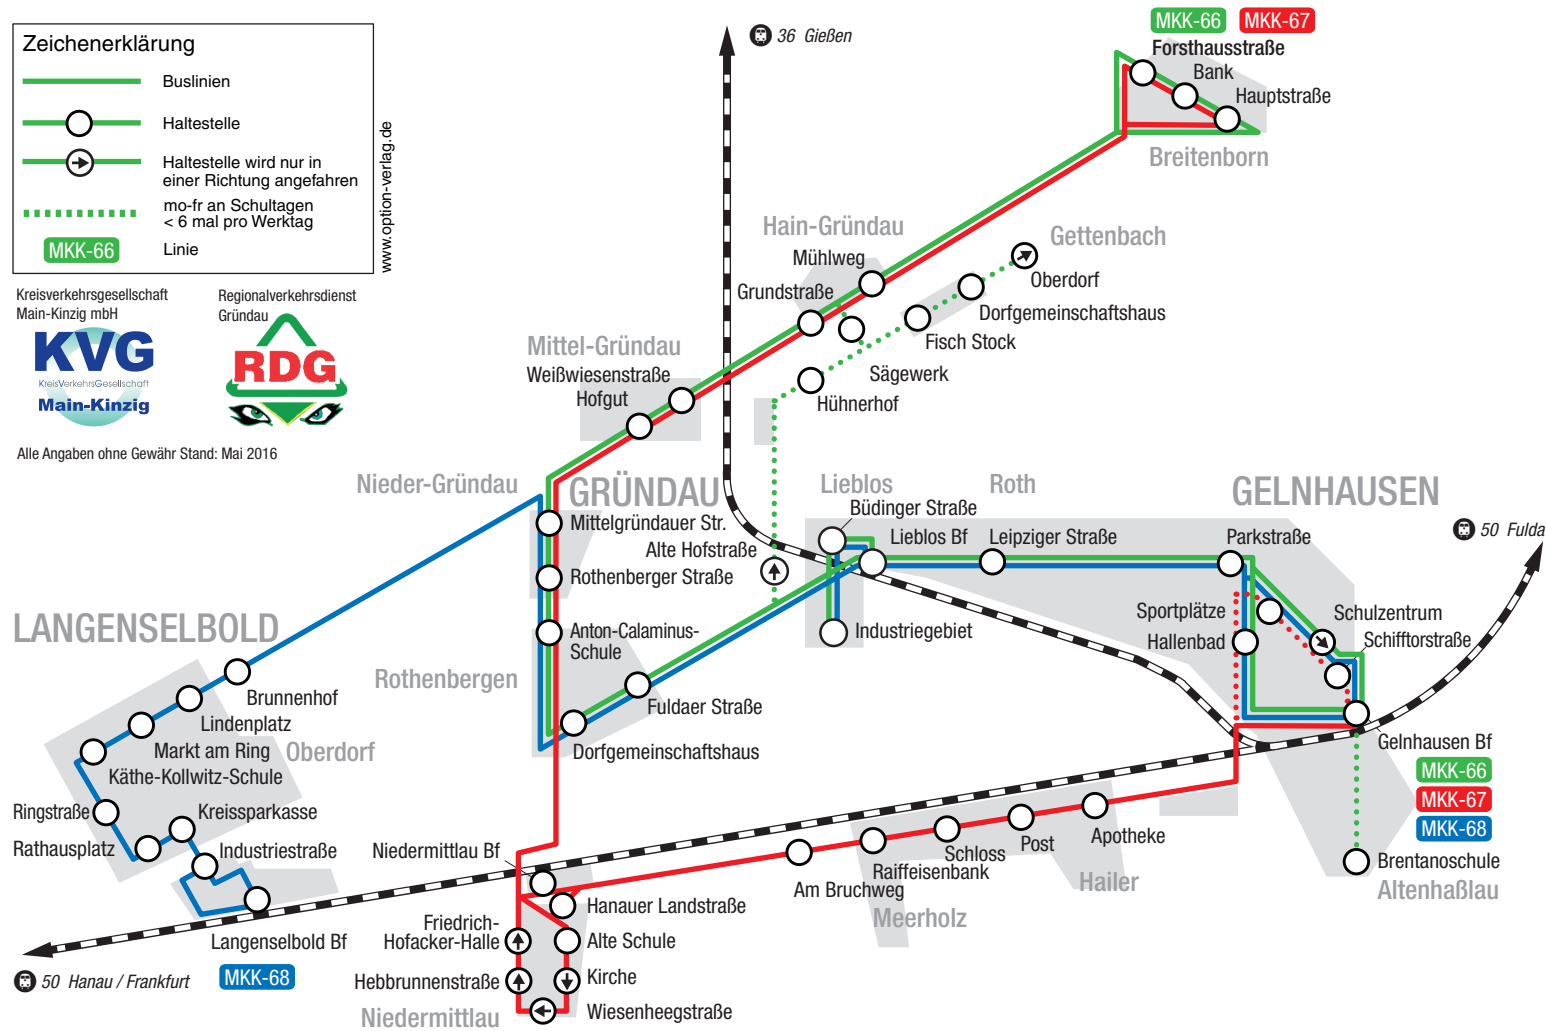 Zeichenerklärung
Buslinien
Haltestelle
Haltestelle wird nur in
einer Richtung angefahren
mo-fr an Schultagen
< 6 mal pro Werktag
MKK-66
Linie
www.option-verlag.de
Kreisverkehrsgesellschaft
Main-Kinzig mbH
KVG
KreisVerkehrsGesellschaft
Main-Kinzig
Regionalverkehrsdienst
Gründau
RDG
Alle Angaben ohne Gewähr Stand: Mai 2016
36 Gießen
MKK-66
MKK-67
Forsthausstraße
Bank
Hauptstraße
Breitenborn
Hain-Gründau
Mühlweg
Grundstraße
Gettenbach
Oberdorf
Dorfgemeinschaftshaus
Fisch Stock
Sägewerk
Hühnerhof
Mittel-Gründau
Weißwiesenstraße
Hofgut
Nieder-Gründau
GRÜNDAU
Mittelgründauer Str.
Alte Hofstraße
Rothenberger Straße
Anton-Calaminus-
Schule
Rothenbergen
Fuldaer Straße
Dorfgemeinschaftshaus
Lieblos
Büdinger Straße
Lieblos Bf
Industriegebiet
Roth
Leipziger Straße
GELNHAUSEN
Parkstraße
50 Fulda
Sportplätze
Hallenbad
Schulzentrum
Schifftorstraße
Gelnhausen Bf
MKK-66
MKK-67
MKK-68
Brentanoschule
Altenhaßlau
LANGENSELBOLD
Brunnenhof
Lindenplatz
Markt am Ring
Oberdorf
Käthe-Kollwitz-Schule
Ringstraße
Kreissparkasse
Rathausplatz
Industriestraße
Langenselbold Bf
MKK-68
50 Hanau / Frankfurt
Niedermittlau Bf
Hanauer Landstraße
Friedrich-
Hofacker-Halle
Alte Schule
Hebbrunnenstraße
Kirche
Wiesenheegstraße
Niedermittlau
Am Bruchweg
Raiffeisenbank
Schloss
Post
Apotheke
Meerholz
Hailer